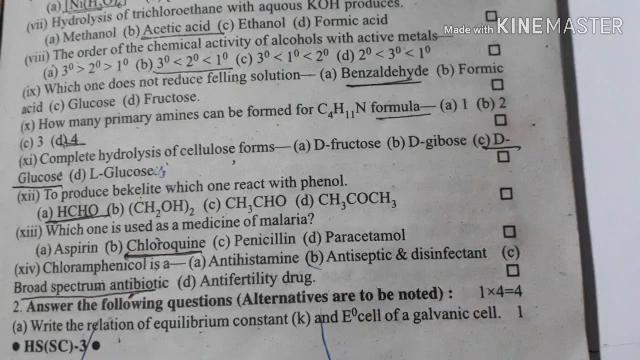 (a) [Ni(H₂O)₆]
(vii) Hydrolysis of trichloroethane with aquous KOH produces.
(a) Methanol (b) Acetic acid (c) Ethanol (d) Formic acid
(viii) The order of the chemical activity of alcohols with active metals—
(a) 3⁰ > 2⁰ > 1⁰ (b) 3⁰ < 2⁰ < 1⁰ (c) 3⁰ < 1⁰ < 2⁰ (d) 2⁰ < 3⁰ < 1⁰
(ix) Which one does not reduce felling solution— (a) Benzaldehyde (b) Formic
acid (c) Glucose (d) Fructose.
(x) How many primary amines can be formed for C₄H₁₁N formula— (a) 1 (b) 2
(c) 3 (d) 4
(xi) Complete hydrolysis of cellulose forms— (a) D-fructose (b) D-gibose (c) D-
Glucose (d) L-Glucose.
(xii) To produce bekelite which one react with phenol.
(a) HCHO (b) (CH₂OH)₂ (c) CH₃CHO (d) CH₃COCH₃
(xiii) Which one is used as a medicine of malaria?
(a) Aspirin (b) Chloroquine (c) Penicillin (d) Paracetamol
(xiv) Chloramphenicol is a— (a) Antihistamine (b) Antiseptic & disinfectant (c)
Broad spectrum antibiotic (d) Antifertility drug.
2. Answer the following questions (Alternatives are to be noted) : 1×4=4
(a) Write the relation of equilibrium constant (k) and E⁰cell of a galvanic cell. 1
● HS(SC)-3 ●
Made with KINEMASTER